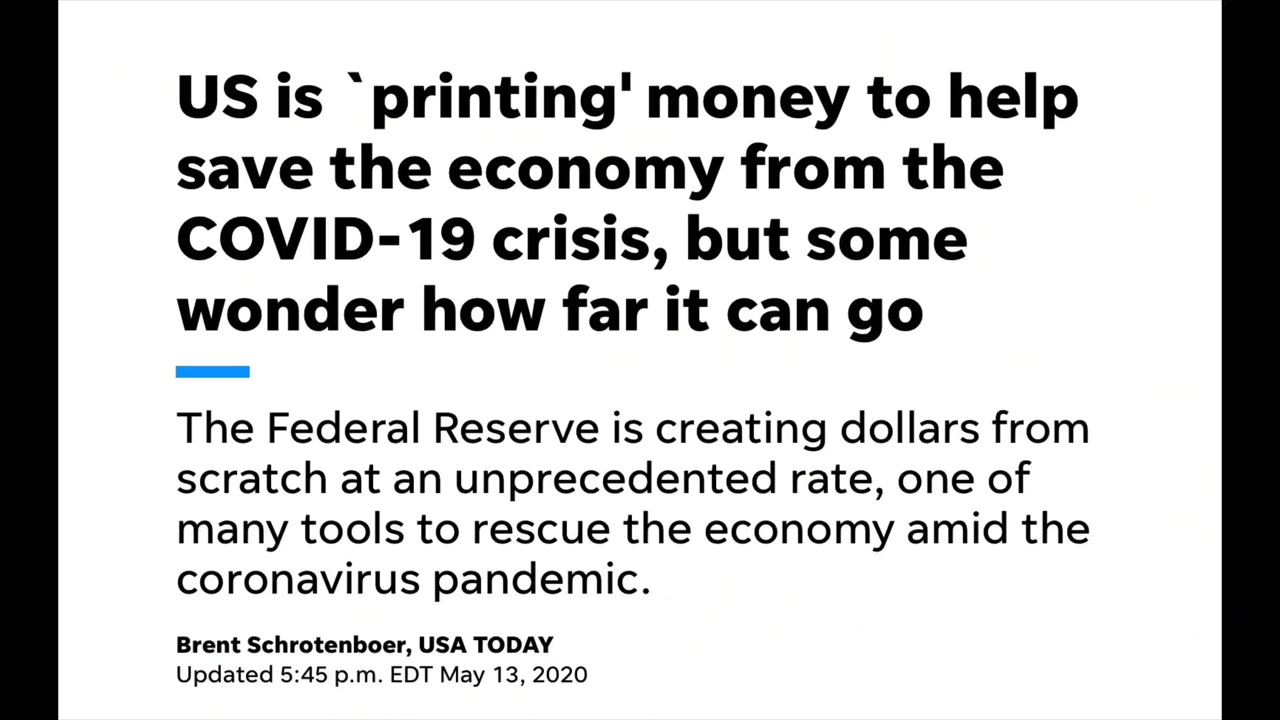 US is `printing' money to help
save the economy from the
COVID-19 crisis, but some
wonder how far it can go
The Federal Reserve is creating dollars from
scratch at an unprecedented rate, one of
many tools to rescue the economy amid the
coronavirus pandemic.
Brent Schrotenboer, USA TODAY
Updated 5:45 p.m. EDT May 13, 2020